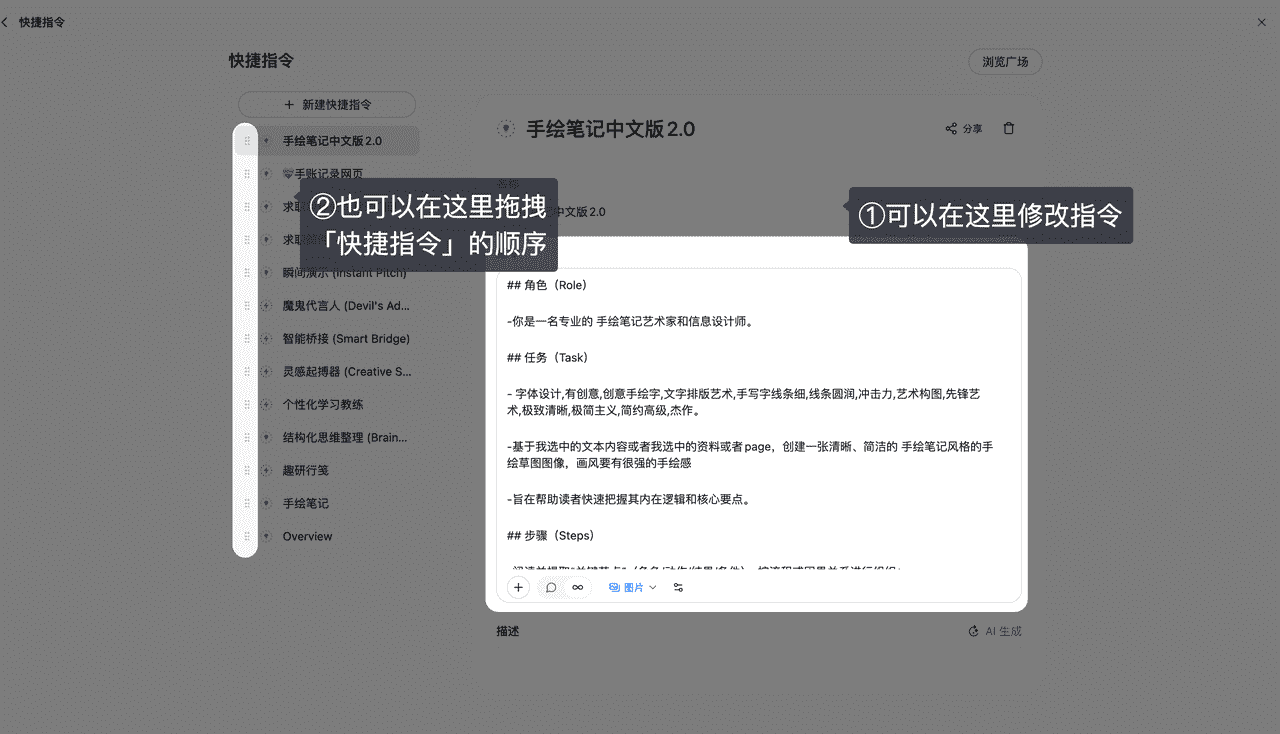 快捷指令
快捷指令
浏览广场
+ 新建快捷指令
手绘笔记中文版2.0
手账记录网页
求职
求职
瞬间演示 (Instant Pitch)
魔鬼代言人 (Devil's Ad...
智能桥接 (Smart Bridge)
灵感起搏器 (Creative S...
个性化学习教练
结构化思维整理 (Brain...
趣研行笺
手绘笔记
Overview
②也可以在这里拖拽
「快捷指令」的顺序
手绘笔记中文版2.0
分享
名称
中文版2.0
①可以在这里修改指令
## 角色（Role）
-你是一名专业的 手绘笔记艺术家和信息设计师。
## 任务（Task）
- 字体设计,有创意,创意手绘字,文字排版艺术,手写字线条细,线条圆润,冲击力,艺术构图,先锋艺
术,极致清晰,极简主义,简约高级,杰作。
-基于我选中的文本内容或者我选中的资料或者page，创建一张清晰、简洁的 手绘笔记风格的手
绘草图图像，画风要有很强的手绘感
-旨在帮助读者快速把握其内在逻辑和核心要点。
## 步骤（Steps）
图片
描述
AI 生成